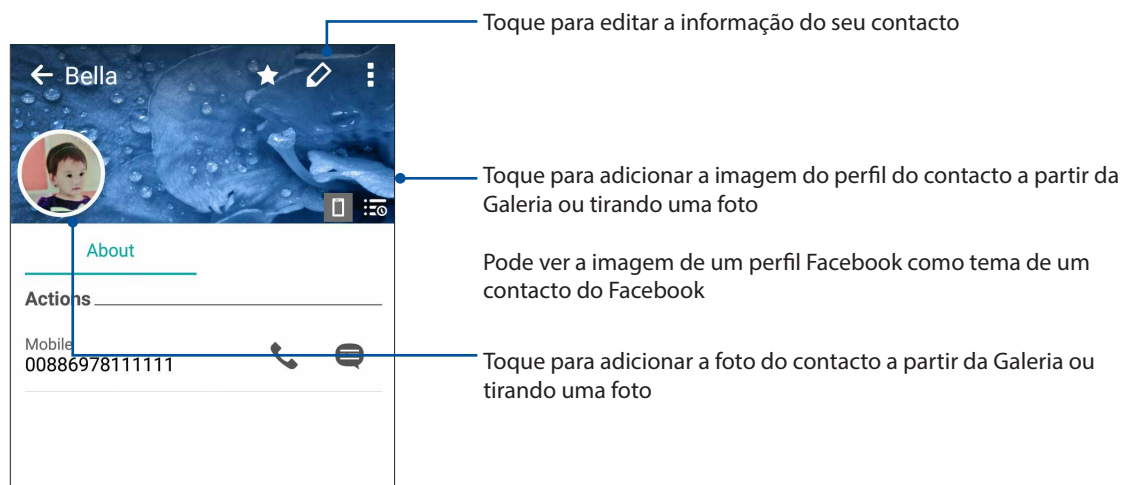 Toque para editar a informação do seu contacto
Bella
Toque para adicionar a imagem do perfil do contacto a partir da
Galeria ou tirando uma foto
About
Pode ver a imagem de um perfil Facebook como tema de um
contacto do Facebook
Actions
Mobile
00886978111111
Toque para adicionar a foto do contacto a partir da Galeria ou
tirando uma foto